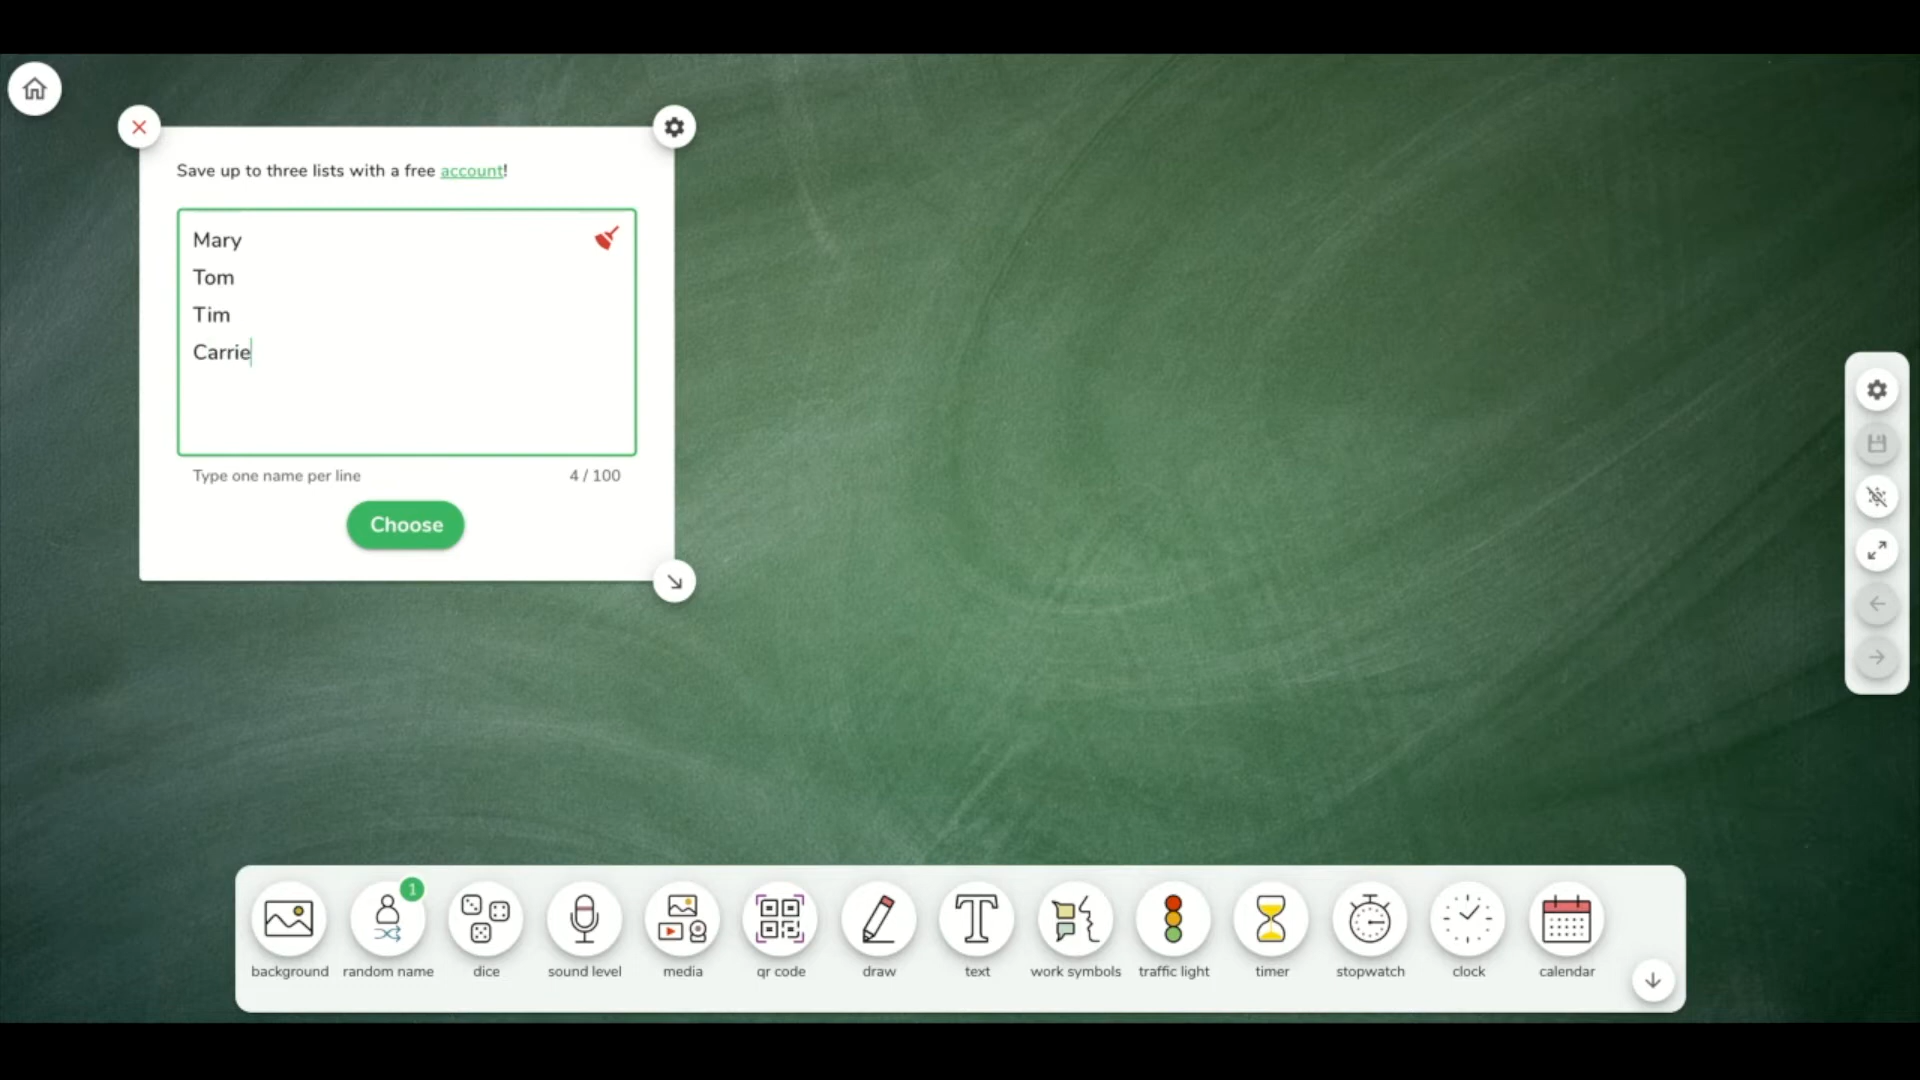 Save up to three lists with a free account!
Mary
Tom
Tim
Carrie
Type one name per line 4 / 100
Choose
1
background random name dice sound level media qr code draw text work symbols traffic light timer stopwatch clock calendar